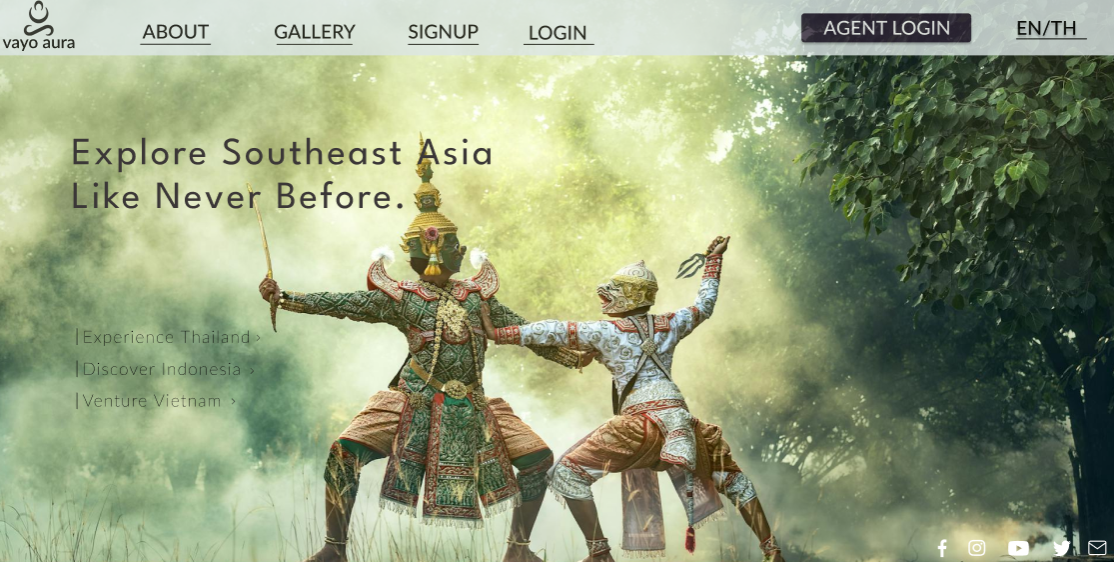 vayo aura
ABOUT
GALLERY
SIGNUP
LOGIN
AGENT LOGIN
EN/TH
Explore Southeast Asia
Like Never Before.
|Experience Thailand >
|Discover Indonesia >
|Venture Vietnam >